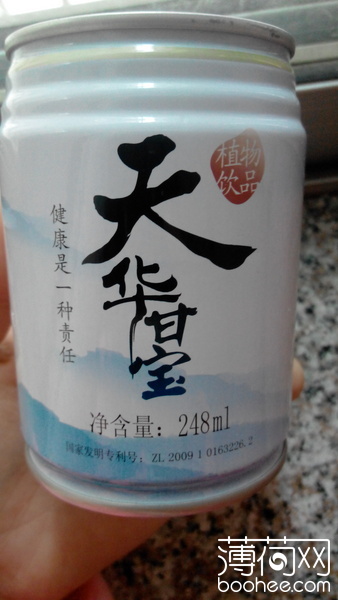 植物
饮品
天华甘宝
健康是一种责任
净含量：248ml
国家发明专利号：ZL 2009 1 0163226.2
薄荷网
boohee.com